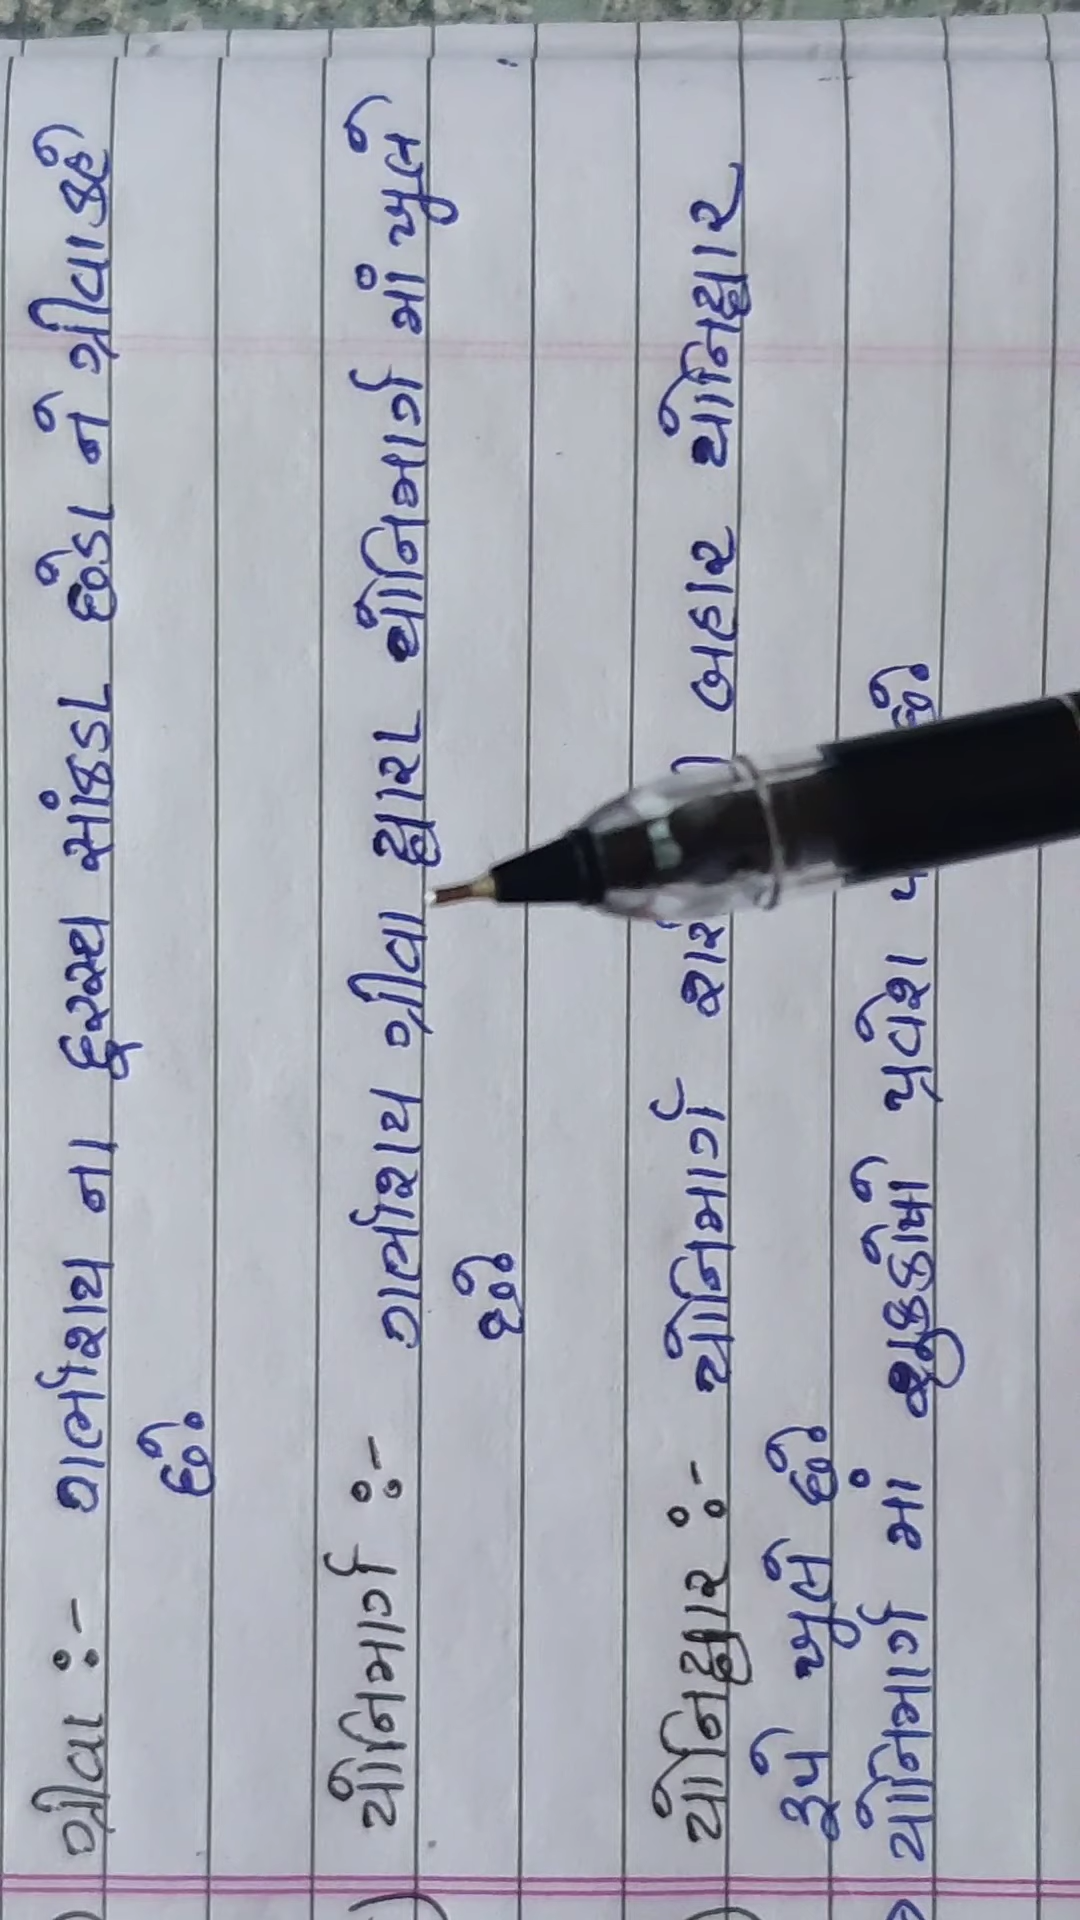 ગ્રીવા :- ગર્ભાશય ના દૂરસ્થ સાંકડા છેડા ને ગ્રીવા કહે
છે.
યોનિમાર્ગ :- ગર્ભાશય ગ્રીવા દ્વારા યોનિમાર્ગ માં ખુલે
છે.
યોનિદ્વાર :- યોનિમાર્ગ બહાર યોનિદ્વાર
રૂપે ખુલે છે.
યોનિમાર્ગ માં શુક્રકોષો પ્રવેશ છે.